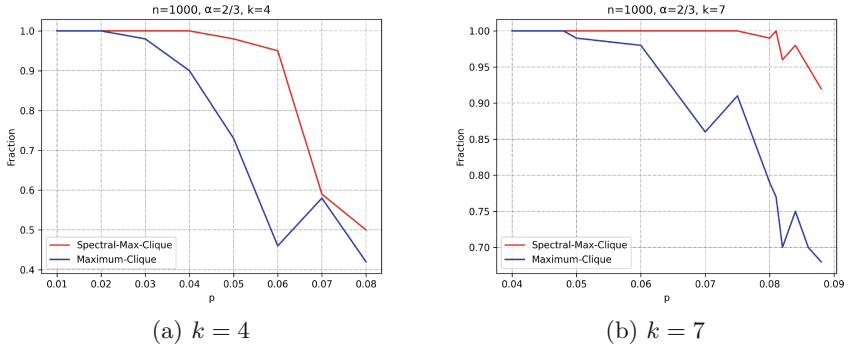 n=1000, α=2/3, k=4
1.0
0.9
0.8
0.7
0.6
0.5
0.4
Fraction
0.01 0.02 0.03 0.04 0.05 0.06 0.07 0.08
p
Spectral-Max-Clique
Maximum-Clique
(a) k = 4
n=1000, α=2/3, k=7
1.00
0.95
0.90
0.85
0.80
0.75
0.70
Fraction
0.04 0.05 0.06 0.07 0.08 0.09
p
Spectral-Max-Clique
Maximum-Clique
(b) k = 7